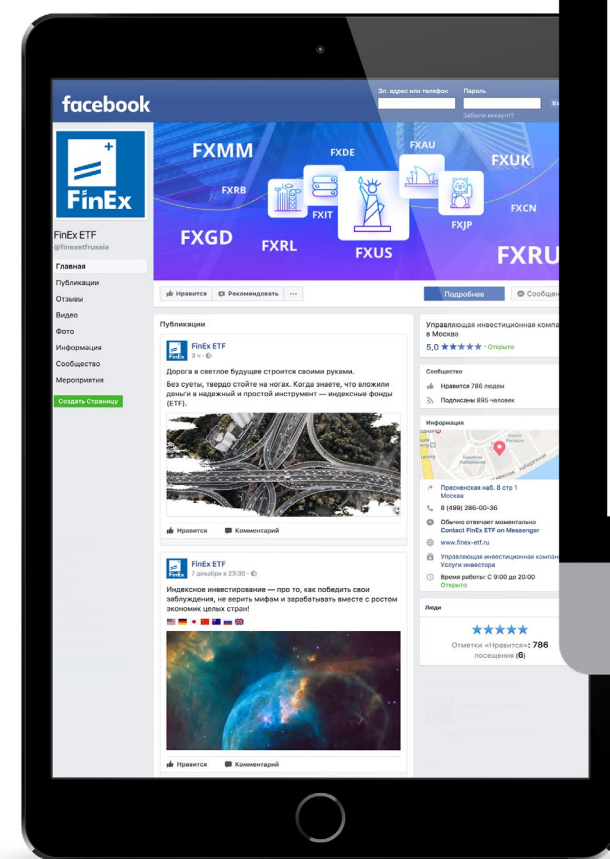 facebook
Эл. адрес или телефон
Пароль
Забыли аккаунт?
FinEx
FXMM
FXDE
FXAU
FXUK
FXRB
FXIT
FXCN
FXJP
FXGD
FXRL
FXUS
FXRU
FinEx ETF
@finexetfrussia
Главная
Публикации
Отзывы
Видео
Фото
Информация
Сообщество
Мероприятия
Создать Страницу
Нравится
Рекомендовать
Подробнее
Сообщен
Публикации
FinEx ETF
3 ч ·
Дорога в светлое будущее строится своими руками.
Без суеты, твердо стойте на ногах. Когда знаете, что вложили
деньги в надежный и простой инструмент — индексные фонды
(ETF).
Нравится
Комментарий
FinEx ETF
7 декабря в 23:30 ·
Индексное инвестирование — про то, как победить свои
заблуждения, не верить мифам и зарабатывать вместе с ростом
экономик целых стран!
Нравится
Комментарий
Управляющая инвестиционная компа
в Москва
5,0 ★★★★★ · Открыто
Сообщество
Нравится 786 людям
Подписаны 895 человек
Информация
Пресненская наб. 8 стр 1
Москва
8 (499) 286-00-36
Обычно отвечает моментально
Contact FinEx ETF on Messenger
www.finex-etf.ru
Управляющая инвестиционная компан
Услуги инвестора
Время работы: С 9:00 до 20:00
Открыто
Люди
Отметки «Нравится»: 786
посещения (6)